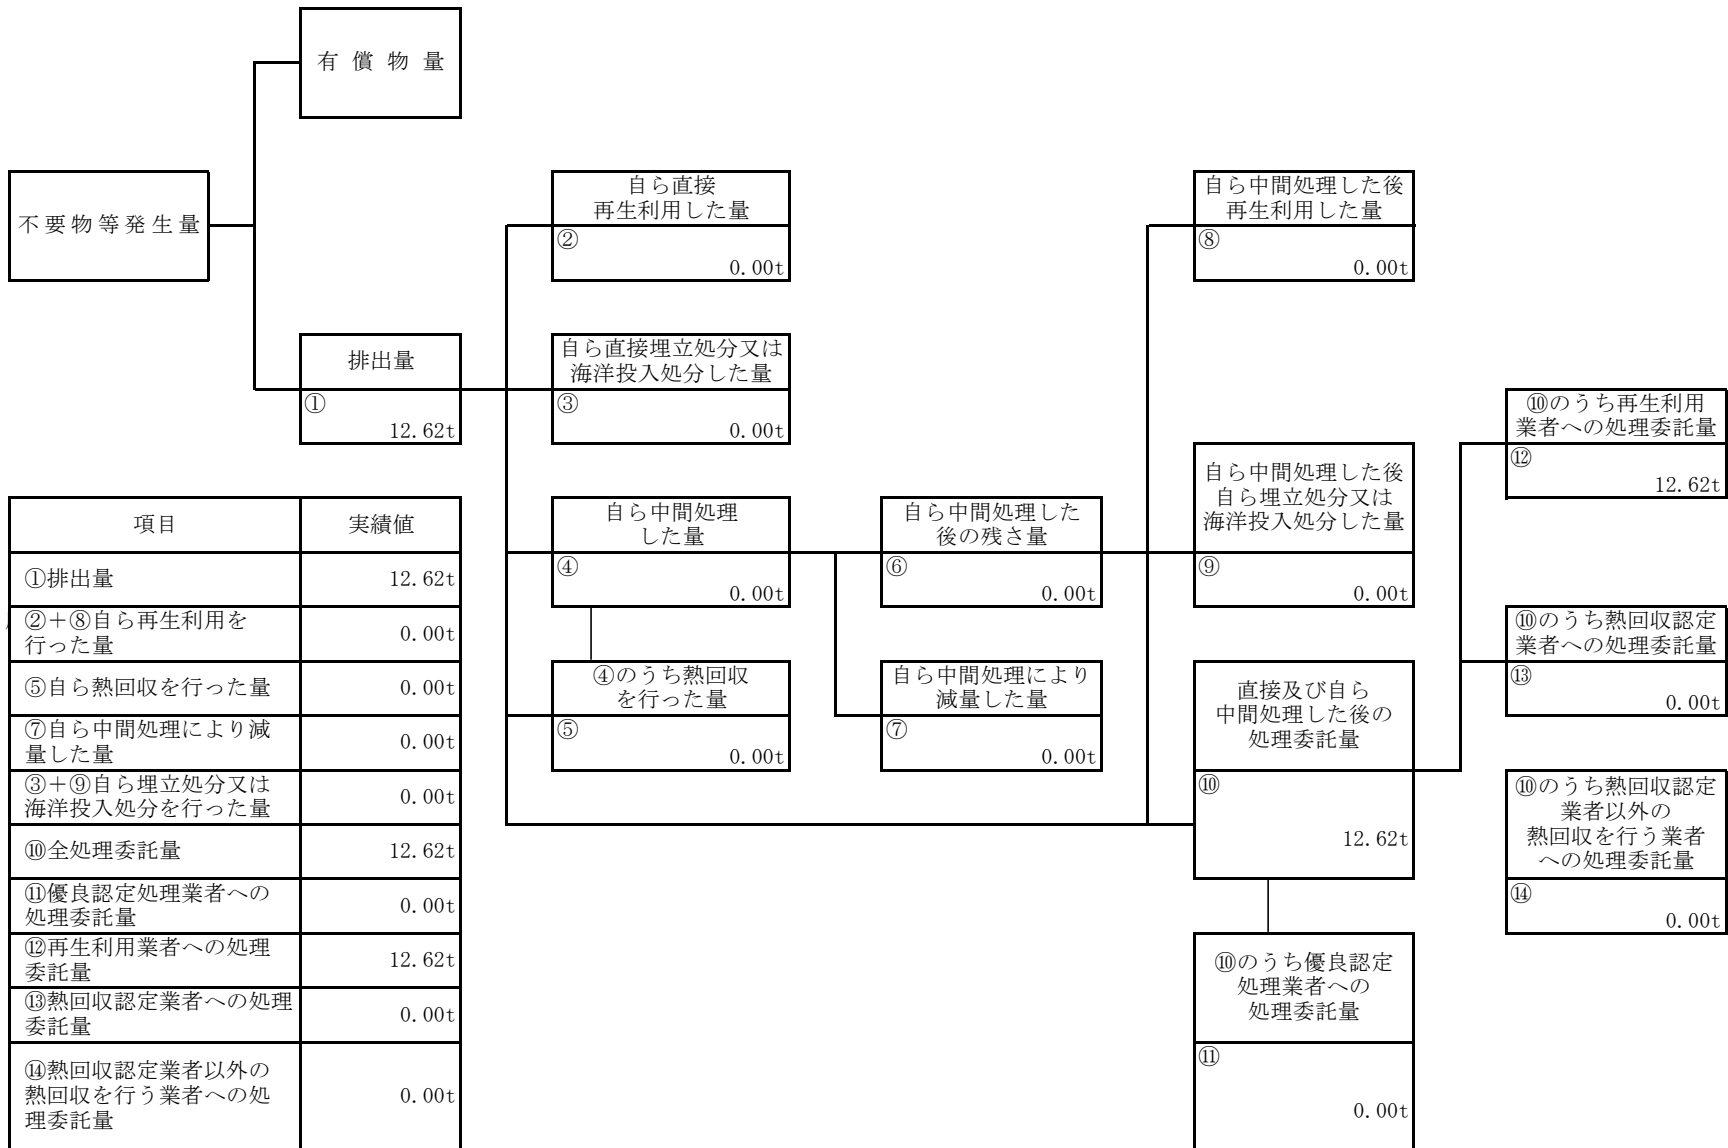 有償物量
不要物等発生量
自ら直接
再生利用した量
②
0.00t
自ら中間処理した後
再生利用した量
⑧
0.00t
排出量
①
12.62t
自ら直接埋立処分又は
海洋投入処分した量
③
0.00t
⑩のうち再生利用
業者への処理委託量
⑫
12.62t
自ら中間処理
した量
④
0.00t
自ら中間処理した
後の残さ量
⑥
0.00t
自ら中間処理した後
自ら埋立処分又は
海洋投入処分した量
⑨
0.00t
⑩のうち熱回収認定
業者への処理委託量
⑬
0.00t
④のうち熱回収
を行った量
⑤
0.00t
自ら中間処理により
減量した量
⑦
0.00t
直接及び自ら
中間処理した後の
処理委託量
⑩
12.62t
⑩のうち熱回収認定
業者以外の
熱回収を行う業者
への処理委託量
⑭
0.00t
⑩のうち優良認定
処理業者への
処理委託量
⑪
0.00t
項目 実績値
①排出量 12.62t
②+⑧自ら再生利用を
行った量 0.00t
⑤自ら熱回収を行った量 0.00t
⑦自ら中間処理により減
量した量 0.00t
③+⑨自ら埋立処分又は
海洋投入処分を行った量 0.00t
⑩全処理委託量 12.62t
⑪優良認定処理業者への
処理委託量 0.00t
⑫再生利用業者への処理
委託量 12.62t
⑬熱回収認定業者への処理
委託量 0.00t
⑭熱回収認定業者以外の
熱回収を行う業者への処
理委託量 0.00t